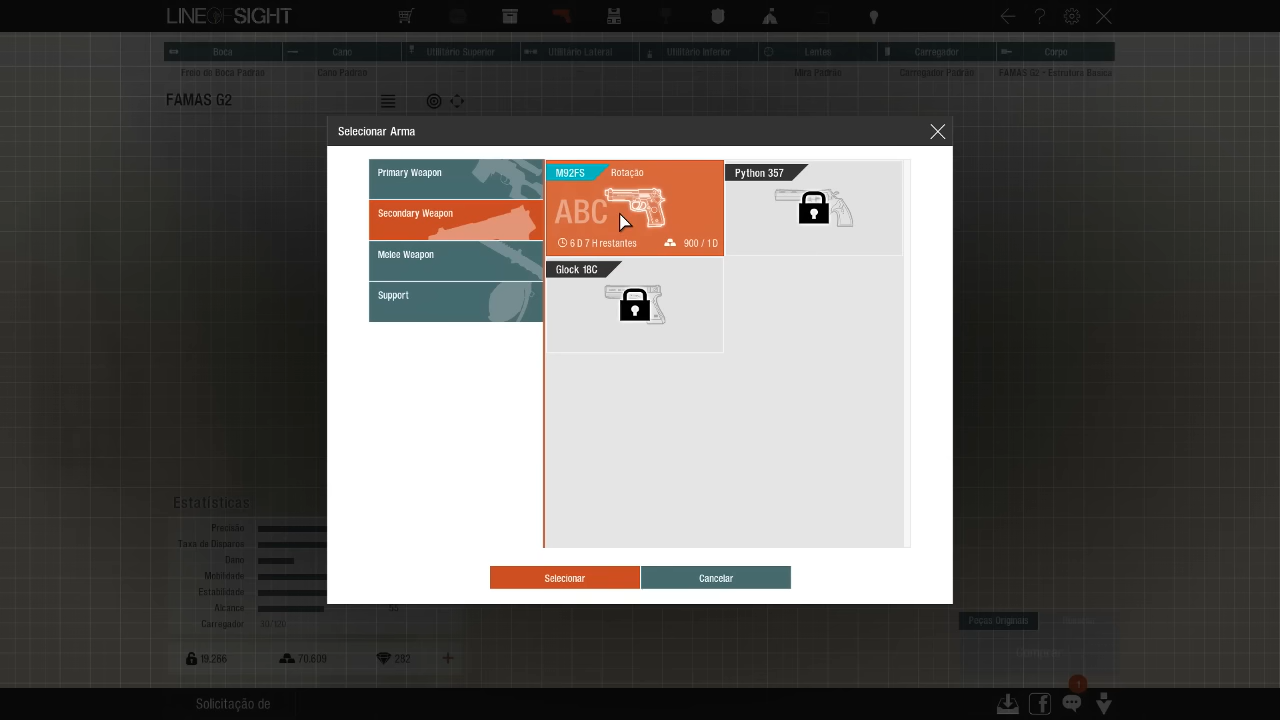 LINE OF SIGHT
Boca
Cano
Utilitário Superior
Utilitário Lateral
Utilitário Inferior
Lentes
Carregador
Corpo
Freio de Boca Padrão
Cano Padrão
Mira Padrão
Carregador Padrão
FAMAS G2 - Estrutura Básica
FAMAS G2
Selecionar Arma
Primary Weapon
Secondary Weapon
Melee Weapon
Support
M92FS
Rotação
ABC
6 D 7 H restantes
900 / 1 D
Python 357
Glock 18C
Selecionar
Cancelar
Estatísticas
Precisão
Taxa de Disparos
Dano
Mobilidade
Estabilidade
Alcance
55
Carregador
30/120
Peças Originais
19.266
70.609
282
1
Solicitação de